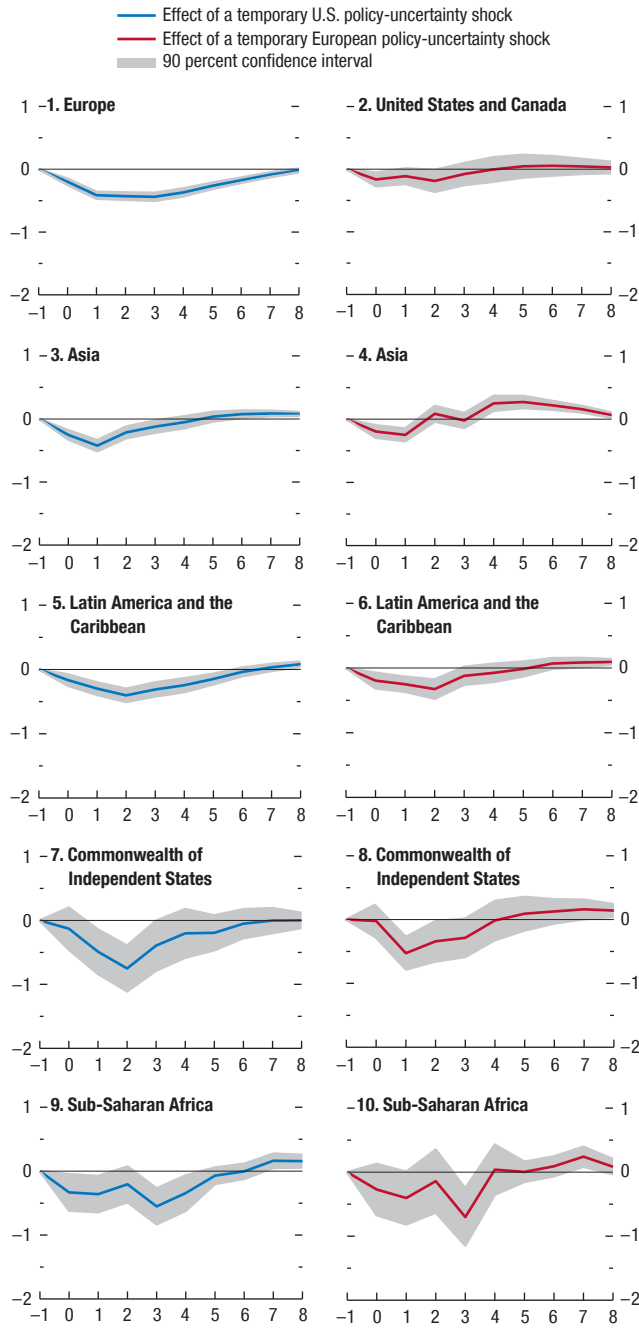 Effect of a temporary U.S. policy-uncertainty shock
Effect of a temporary European policy-uncertainty shock
90 percent confidence interval
1. Europe
1
0
–1
–2
–1 0 1 2 3 4 5 6 7 8
2. United States and Canada
1
0
–1
–2
–1 0 1 2 3 4 5 6 7 8
3. Asia
1
0
–1
–2
–1 0 1 2 3 4 5 6 7 8
4. Asia
1
0
–1
–2
–1 0 1 2 3 4 5 6 7 8
5. Latin America and the
Caribbean
1
0
–1
–2
–1 0 1 2 3 4 5 6 7 8
6. Latin America and the
Caribbean
1
0
–1
–2
–1 0 1 2 3 4 5 6 7 8
7. Commonwealth of
Independent States
1
0
–1
–2
–1 0 1 2 3 4 5 6 7 8
8. Commonwealth of
Independent States
1
0
–1
–2
–1 0 1 2 3 4 5 6 7 8
9. Sub-Saharan Africa
1
0
–1
–2
–1 0 1 2 3 4 5 6 7 8
10. Sub-Saharan Africa
1
0
–1
–2
–1 0 1 2 3 4 5 6 7 8